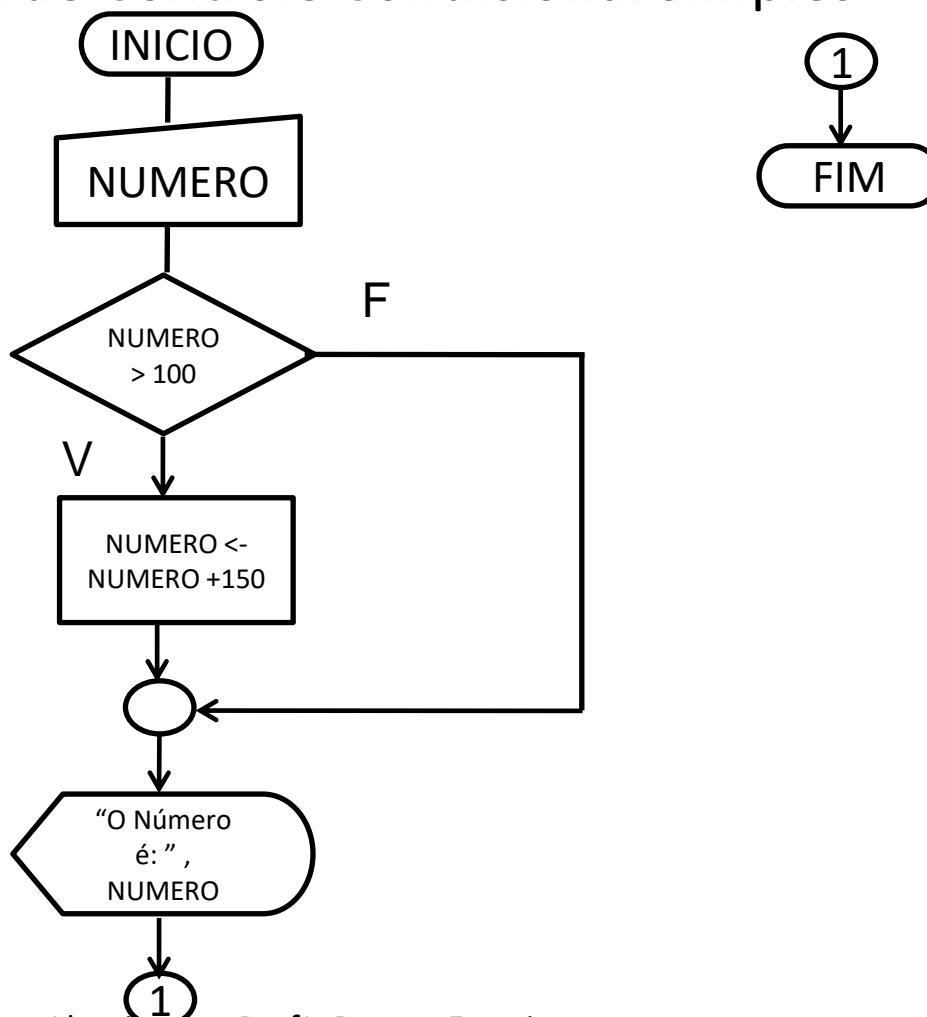 INICIO
NUMERO
NUMERO
> 100
F
V
NUMERO <-
NUMERO +150
“O Número
é: ” ,
NUMERO
1
1
FIM